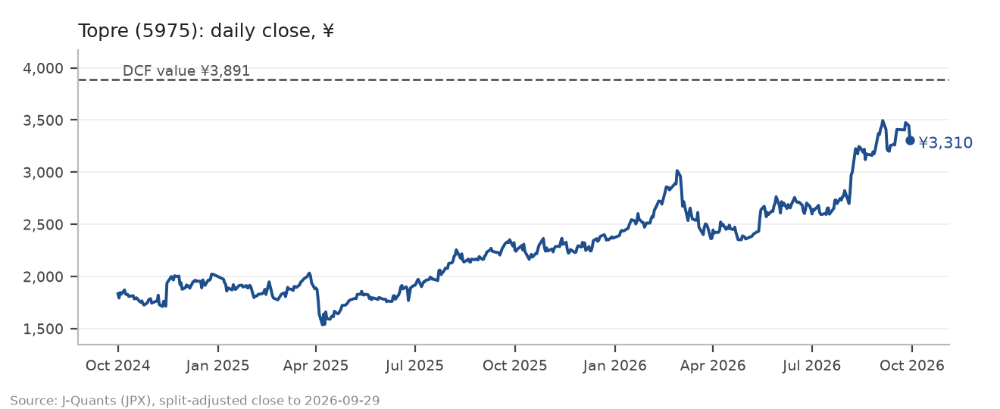 Topre (5975): daily close, ¥
4,000
DCF value ¥3,891
3,500
¥3,310
3,000
2,500
2,000
1,500
Oct 2024 Jan 2025 Apr 2025 Jul 2025 Oct 2025 Jan 2026 Apr 2026 Jul 2026 Oct 2026
Source: J-Quants (JPX), split-adjusted close to 2026-09-29